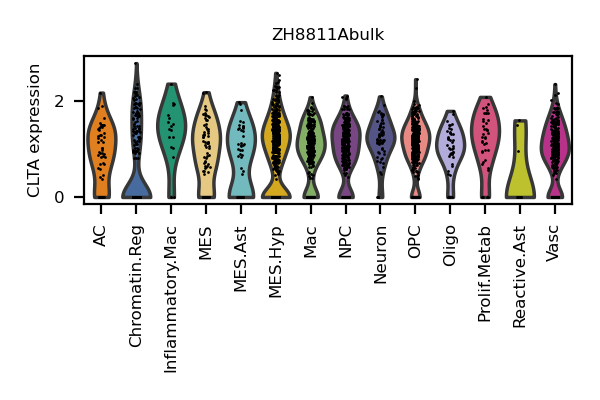 ZH8811Abulk
CLTA expression
2
0
AC
Chromatin.Reg
Inflammatory.Mac
MES
MES.Ast
MES.Hyp
Mac
NPC
Neuron
OPC
Oligo
Prolif.Metab
Reactive.Ast
Vasc